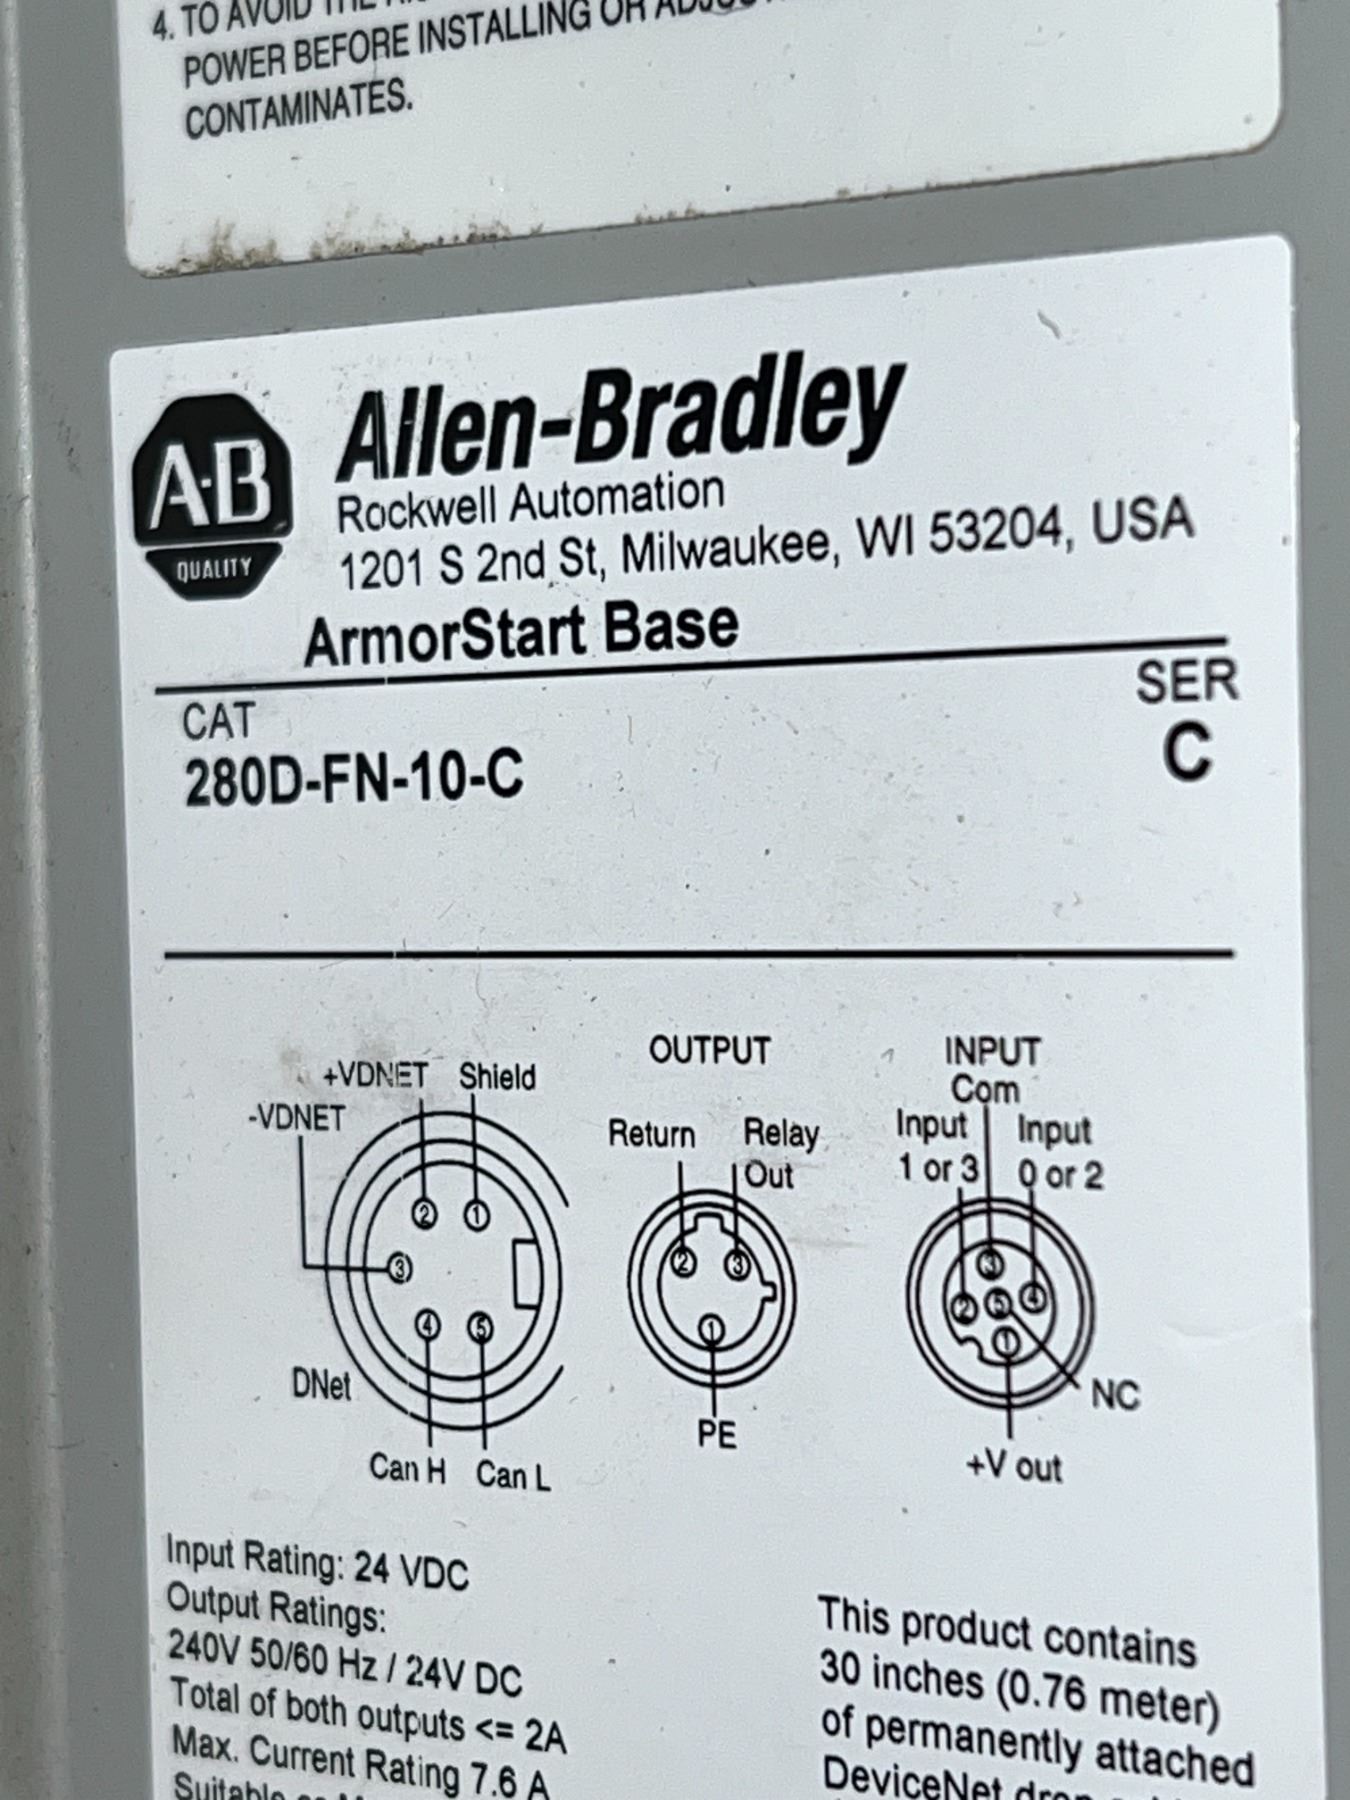 4. TO AVOID THE
POWER BEFORE INSTALLING OR
CONTAMINATES.
A-B
QUALITY
Allen-Bradley
Rockwell Automation
1201 S 2nd St, Milwaukee, WI 53204, USA
ArmorStart Base
CAT
SER
280D-FN-10-C
C
+VDNET
Shield
-VDNET
2
1
3
4
5
DNet
Can H
Can L
OUTPUT
Return
Relay
Out
2
3
1
PE
INPUT
Com
Input
1 or 3
Input
0 or 2
3
2
5
4
1
NC
+V out
Input Rating: 24 VDC
Output Ratings:
240V 50/60 Hz / 24V DC
Total of both outputs <= 2A
Max. Current Rating 7.6 A
This product contains
30 inches (0.76 meter)
of permanently attached
DeviceNet